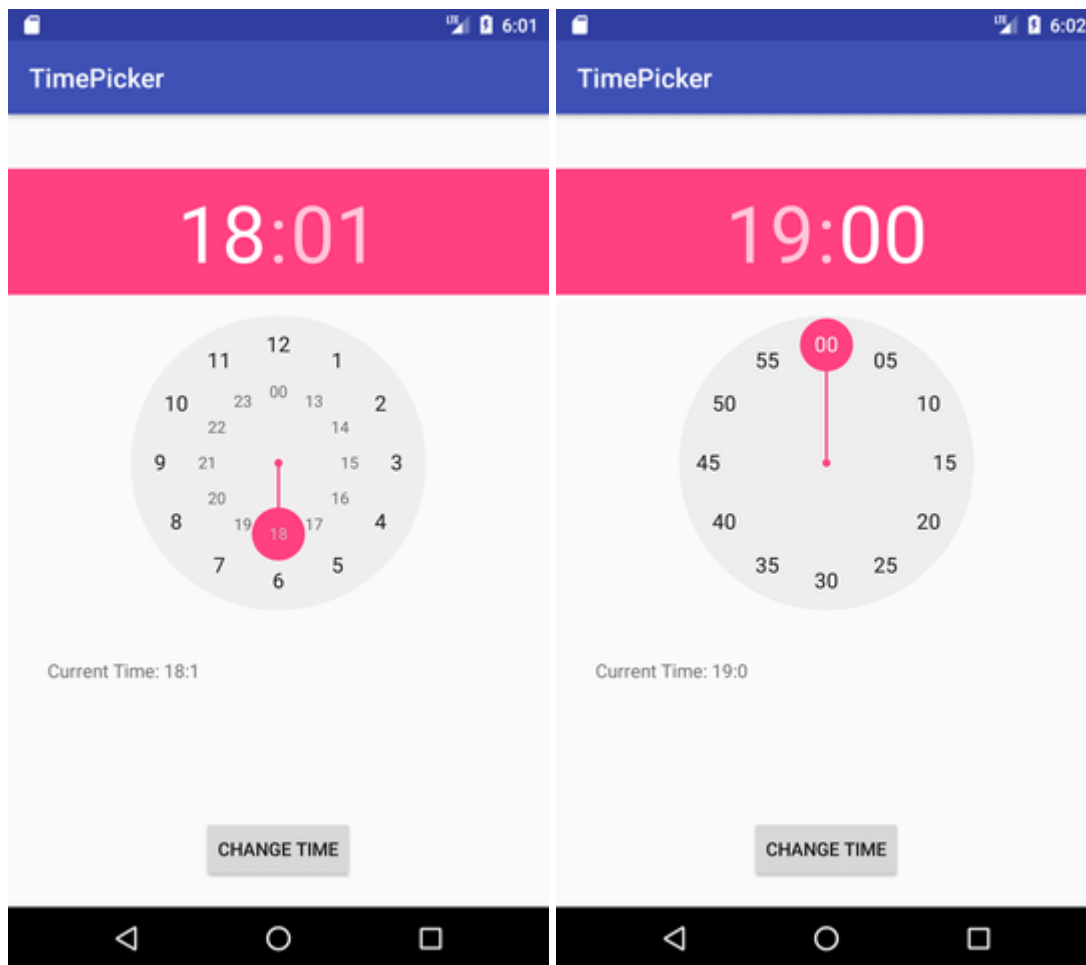 LTE 6:01
TimePicker
18:01
12
11 1
00
23 13
10 2
22 14
9 21 15 3
20 16
8 4
19 18 17
7 5
6
Current Time: 18:1
CHANGE TIME
LTE 6:02
TimePicker
19:00
00
55 05
50 10
45 15
40 20
35 25
30
Current Time: 19:0
CHANGE TIME